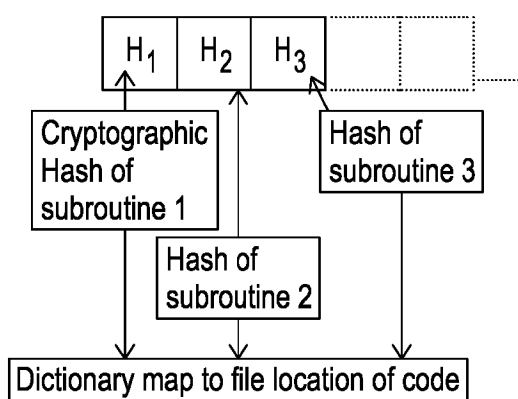 H1 H2 H3
Cryptographic
Hash of
subroutine 1
Hash of
subroutine 3
Hash of
subroutine 2
Dictionary map to file location of code